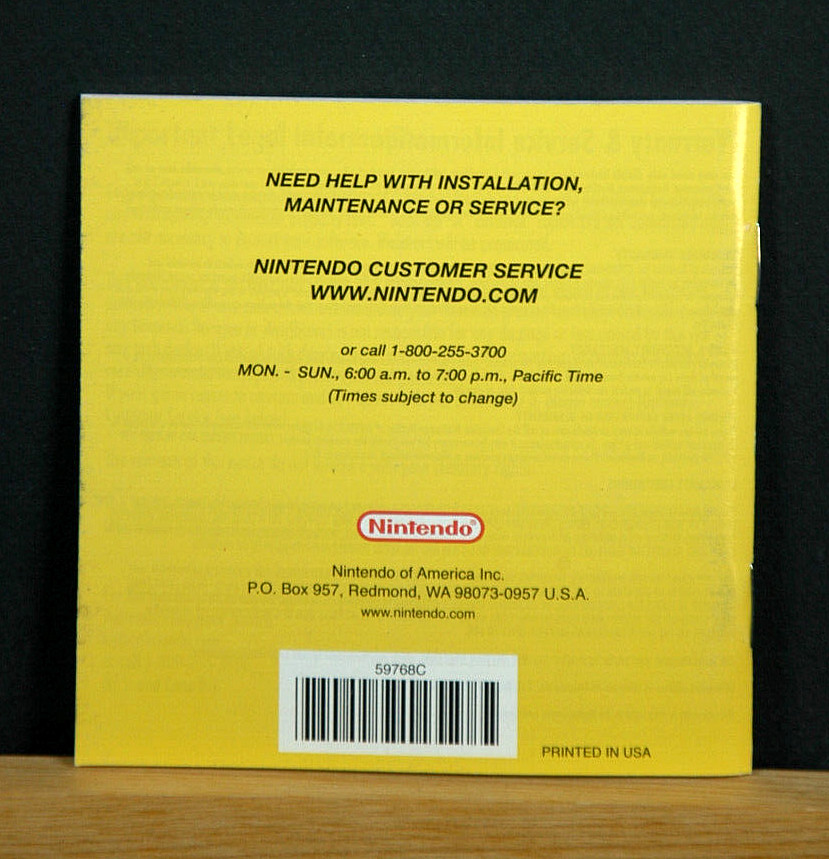 NEED HELP WITH INSTALLATION,
MAINTENANCE OR SERVICE?
NINTENDO CUSTOMER SERVICE
WWW.NINTENDO.COM
or call 1-800-255-3700
MON. - SUN., 6:00 a.m. to 7:00 p.m., Pacific Time
(Times subject to change)
Nintendo®
Nintendo of America Inc.
P.O. Box 957, Redmond, WA 98073-0957 U.S.A.
www.nintendo.com
59768C
PRINTED IN USA